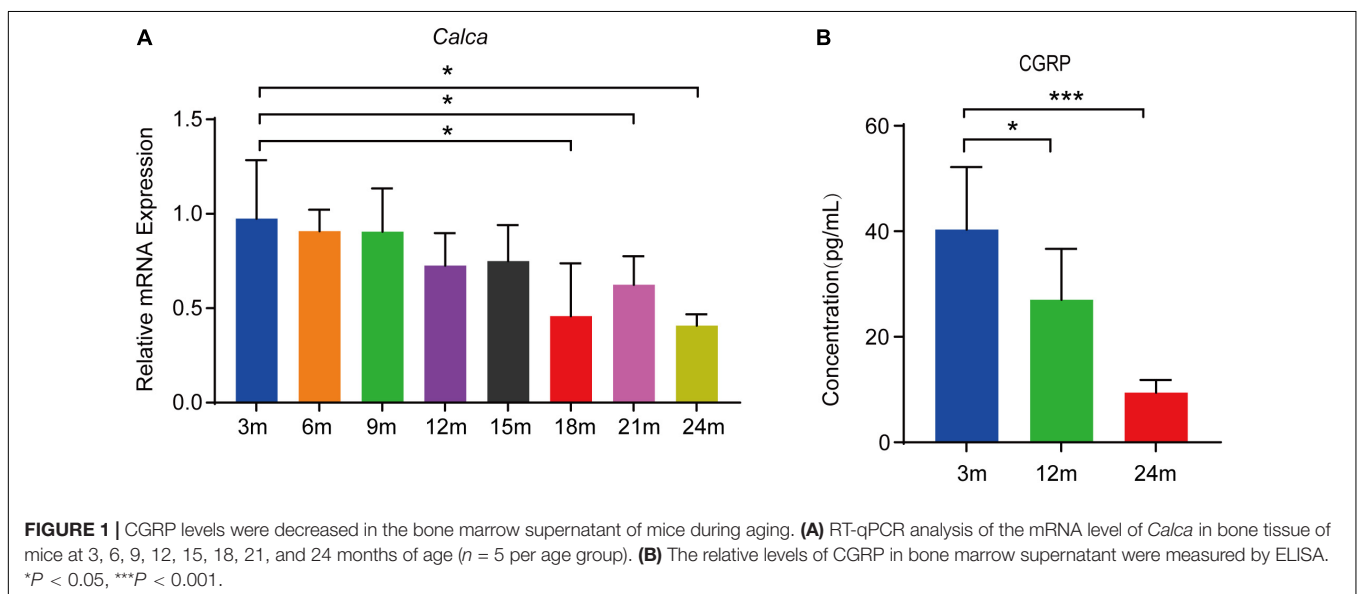 A
Calca
*
*
*
Relative mRNA Expression
1.5
1.0
0.5
0.0
3m 6m 9m 12m 15m 18m 21m 24m
B
CGRP
***
*
Concentration(pg/mL)
60
40
20
0
3m 12m 24m
FIGURE 1 | CGRP levels were decreased in the bone marrow supernatant of mice during aging. (A) RT-qPCR analysis of the mRNA level of Calca in bone tissue of
mice at 3, 6, 9, 12, 15, 18, 21, and 24 months of age (n = 5 per age group). (B) The relative levels of CGRP in bone marrow supernatant were measured by ELISA.
*P < 0.05, ***P < 0.001.